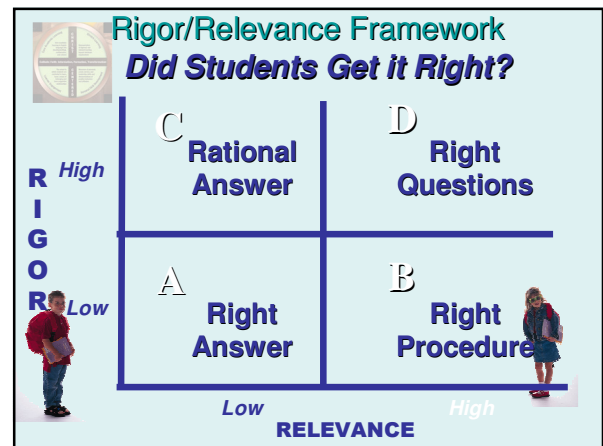 Rigor/Relevance Framework
Did Students Get it Right?
C
D
Rational
Answer
Right
Questions
High
RIGOR
A
B
Low
Right
Answer
Right
Procedure
Low
High
RELEVANCE